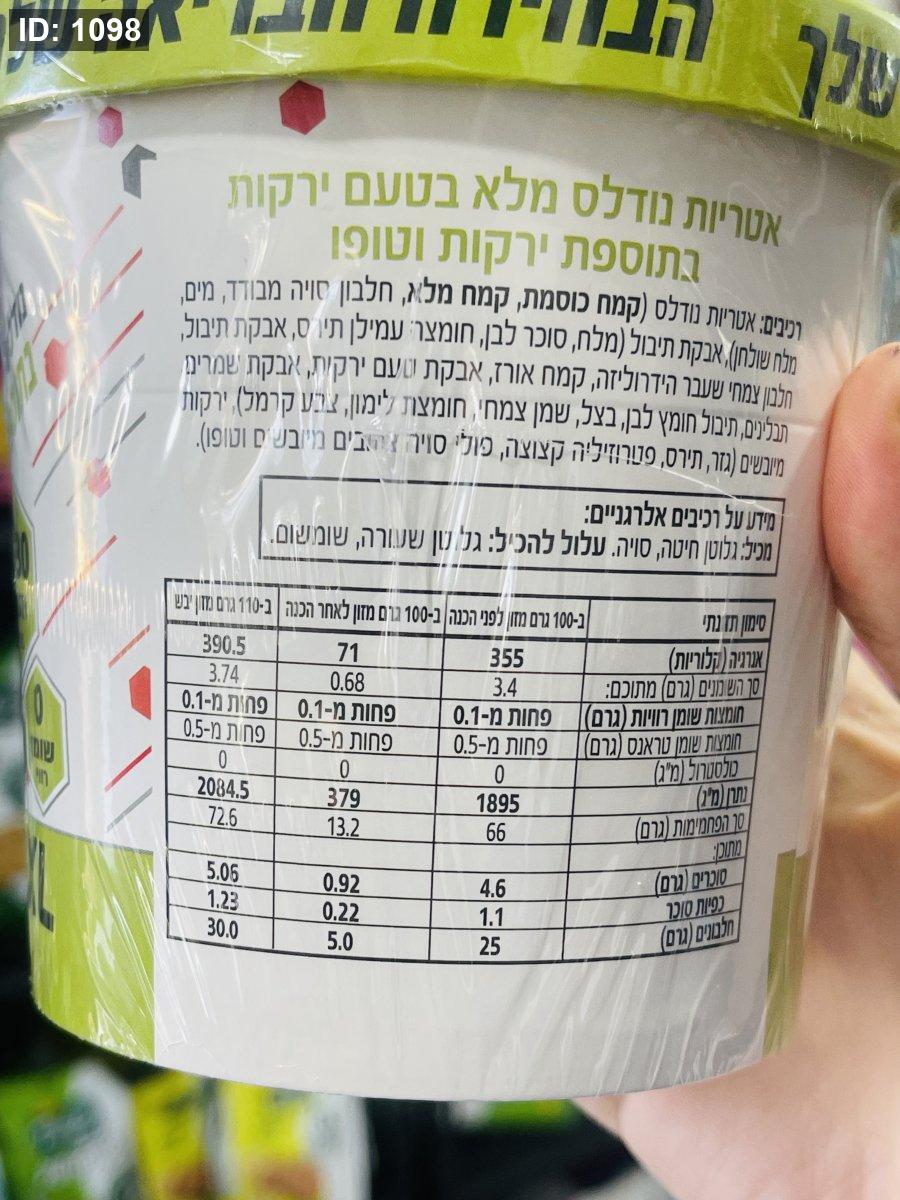 ID: 1098
הבחירה הבריאה שלך
אטריות נודלס מלא בטעם ירקות
בתוספת ירקות וטופו
רכיבים: אטריות נודלס (קמח כוסמת, קמח מלא, חלבון סויה מבודד, מים,
מלח שולחן), אבקת תיבול (מלח, סוכר לבן, חומצרי עמילן תירס, אבקת תיבול,
חלבון צמחי שעבר הידרוליזה, קמח אורז, אבקת טעם ירקות, אבקת שמרים
תבלינים, תיבול חומץ לבן, בצל, שמן צמחי, חומצת לימון, צבע קרמל), ירקות
מיובשים (גזר, תירס, פטרוזיליה קצוצה, פולי סויה צהובים מיובשים וטופו).
מידע על רכיבים אלרגניים:
מכיל: גלוטן חיטה, סויה. עלול להכיל: גלוטן שעורה, שומשום.
סימון תזונתי ב-100 גרם מזון לפני הכנה ב-100 גרם מזון לאחר הכנה ב-110 גרם מזון יבש
אנרגיה (קלוריות) 355 71 390.5
סך השומנים (גרם) מתוכם: 3.4 0.68 3.74
חומצות שומן רוויות (גרם) פחות מ-0.1 פחות מ-0.1 פחות מ-0.1
חומצות שומן טראנס (גרם) פחות מ-0.5 פחות מ-0.5 פחות מ-0.5
כולסטרול (מ"ג) 0 0 0
נתרן (מ"ג) 1895 379 2084.5
סך הפחמימות (גרם) 66 13.2 72.6
מתוכן:
סוכרים (גרם) 4.6 0.92 5.06
כפיות סוכר 1.1 0.22 1.23
חלבונים (גרם) 25 5.0 30.0
0
שומן
XL